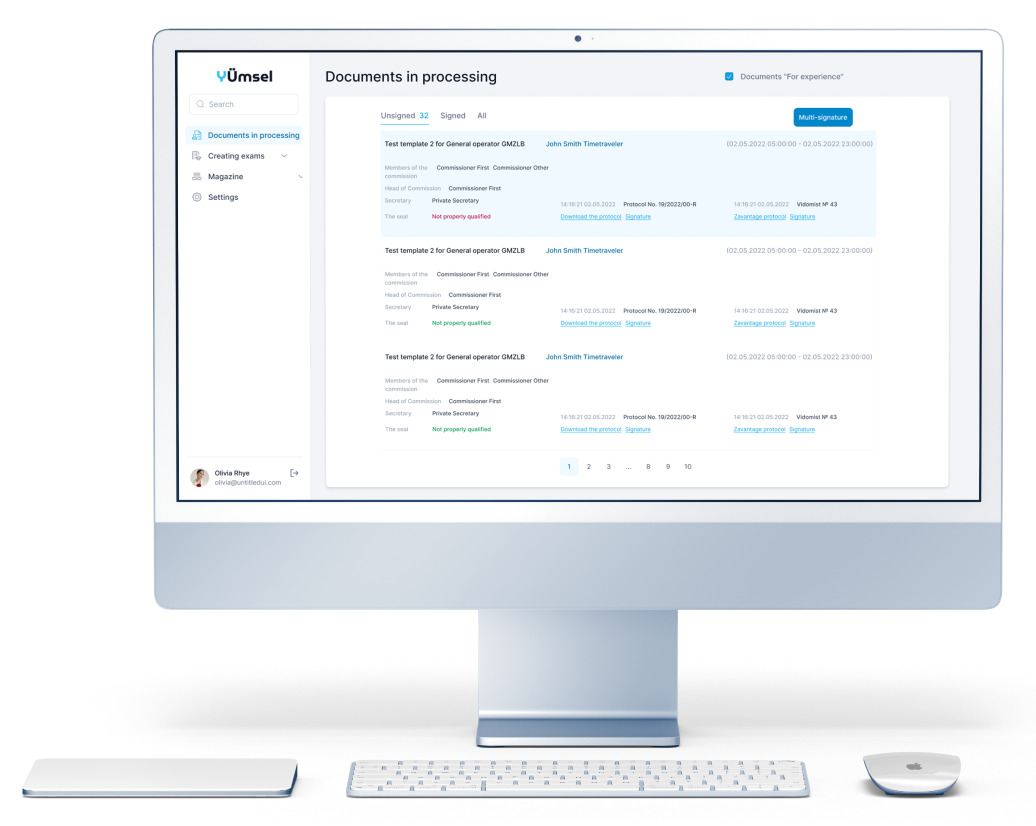 YÜmsel
Search
Documents in processing
Creating exams
Magazine
Settings
Olivia Rhye
olivia@untitledui.com
Documents in processing
Documents "For experience"
Unsigned 32 Signed All
Multi-signature
Test template 2 for General operator GMZLB John Smith Timetraveler (02.05.2022 05:00:00 - 02.05.2022 23:00:00)
Members of the commission Commissioner First Commissioner Other
Head of Commission Commissioner First
Secretary Private Secretary 14:16:21 02.05.2022 Protocol No. 19/2022/00-R 14:16:21 02.05.2022 Vidomist № 43
The seal Not properly qualified Download the protocol Signature Zavantage protocol Signature
Test template 2 for General operator GMZLB John Smith Timetraveler (02.05.2022 05:00:00 - 02.05.2022 23:00:00)
Members of the commission Commissioner First Commissioner Other
Head of Commission Commissioner First
Secretary Private Secretary 14:16:21 02.05.2022 Protocol No. 19/2022/00-R 14:16:21 02.05.2022 Vidomist № 43
The seal Not properly qualified Download the protocol Signature Zavantage protocol Signature
Test template 2 for General operator GMZLB John Smith Timetraveler (02.05.2022 05:00:00 - 02.05.2022 23:00:00)
Members of the commission Commissioner First Commissioner Other
Head of Commission Commissioner First
Secretary Private Secretary 14:16:21 02.05.2022 Protocol No. 19/2022/00-R 14:16:21 02.05.2022 Vidomist № 43
The seal Not properly qualified Download the protocol Signature Zavantage protocol Signature
1 2 3 ... 8 9 10